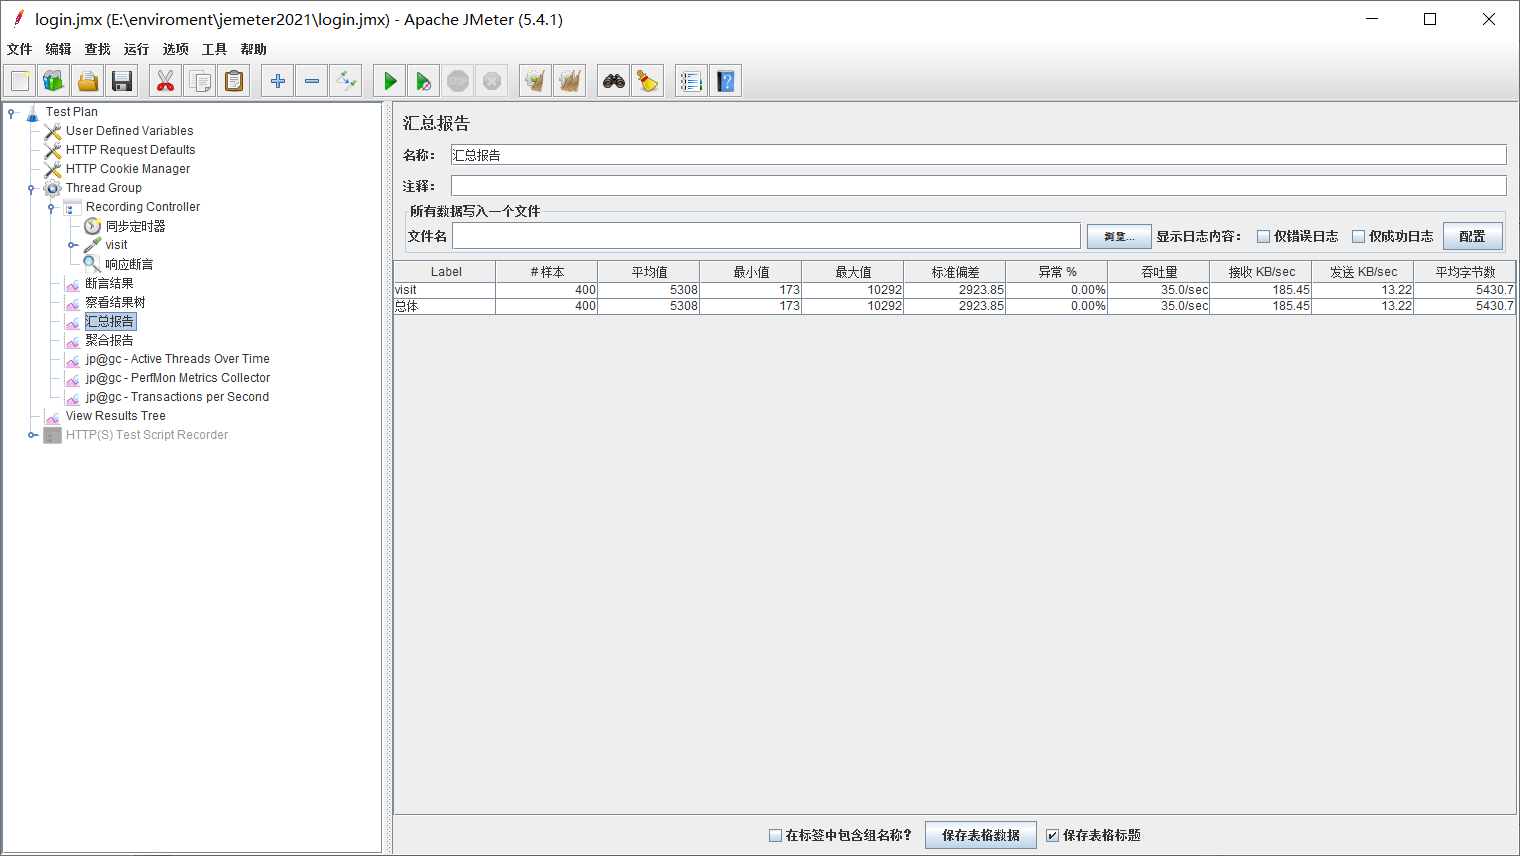 login.jmx (E:\enviroment\jemeter2021\login.jmx) - Apache JMeter (5.4.1)
文件 编辑 查找 运行 选项 工具 帮助
STOP
Test Plan
User Defined Variables
HTTP Request Defaults
HTTP Cookie Manager
Thread Group
Recording Controller
同步定时器
visit
响应断言
断言结果
察看结果树
汇总报告
聚合报告
jp@gc - Active Threads Over Time
jp@gc - PerfMon Metrics Collector
jp@gc - Transactions per Second
View Results Tree
HTTP(S) Test Script Recorder
汇总报告
名称： 汇总报告
注释：
所有数据写入一个文件
文件名 浏览... 显示日志内容： 仅错误日志 仅成功日志 配置
Label # 样本 平均值 最小值 最大值 标准偏差 异常 % 吞吐量 接收 KB/sec 发送 KB/sec 平均字节数
visit 400 5308 173 10292 2923.85 0.00% 35.0/sec 185.45 13.22 5430.7
总体 400 5308 173 10292 2923.85 0.00% 35.0/sec 185.45 13.22 5430.7
在标签中包含组名称？ 保存表格数据 保存表格标题